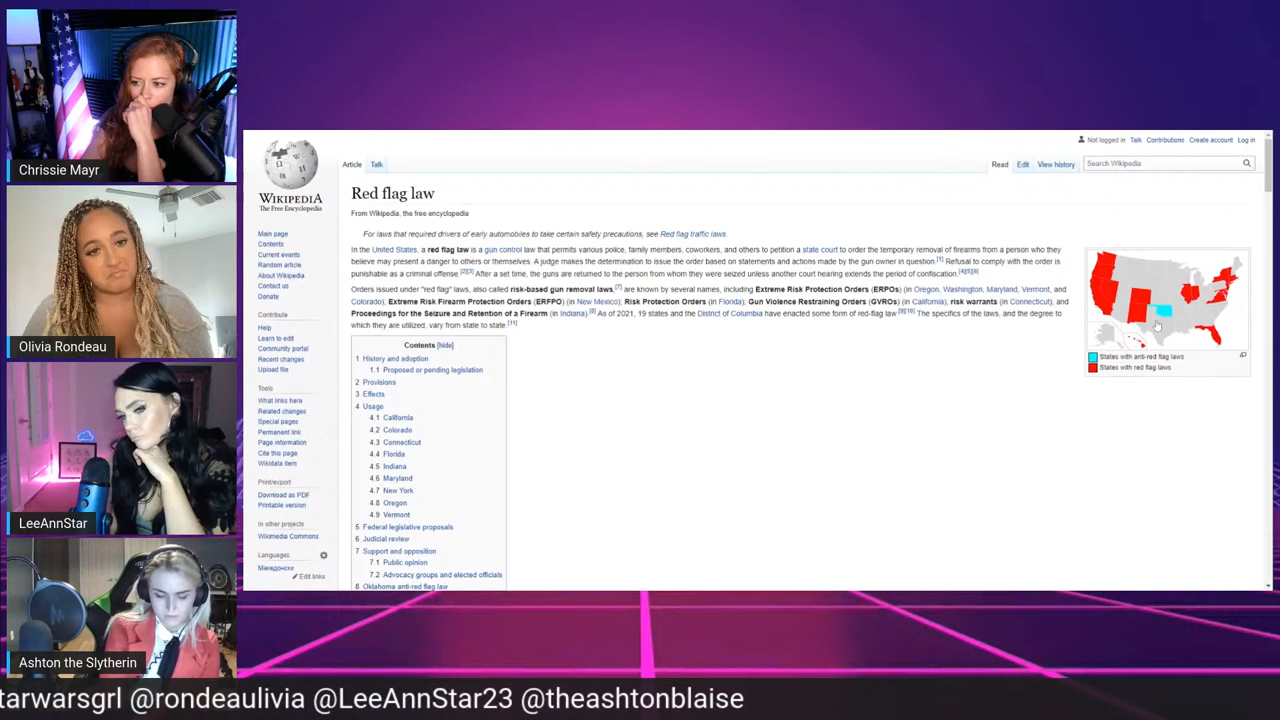 Chrissie Mayr
Olivia Rondeau
LeeAnnStar
Ashton the Slytherin
WIKIPEDIA
The Free Encyclopedia
Main page
Contents
Current events
Random article
About Wikipedia
Contact us
Donate
Contribute
Help
Learn to edit
Community portal
Recent changes
Upload file
Tools
What links here
Related changes
Special pages
Permanent link
Page information
Cite this page
Wikidata item
Print/export
Download as PDF
Printable version
In other projects
Wikimedia Commons
Languages
Македонски
Edit links
Not logged in Talk Contributions Create account Log in
Article Talk
Read Edit View history Search Wikipedia
Red flag law
From Wikipedia, the free encyclopedia
For laws that required drivers of early automobiles to take certain safety precautions, see Red flag traffic laws.
In the United States, a red flag law is a gun control law that permits various police, family members, coworkers, and others to petition a state court to order the temporary removal of firearms from a person who they
believe may present a danger to others or themselves. A judge makes the determination to issue the order based on statements and actions made by the gun owner in question.[1] Refusal to comply with the order is
punishable as a criminal offense.[2][3] After a set time, the guns are returned to the person from whom they were seized unless another court hearing extends the period of confiscation.[4][5][6]
Orders issued under "red flag" laws, also called risk-based gun removal laws,[7] are known by several names, including Extreme Risk Protection Orders (ERPOs) (in Oregon, Washington, Maryland, Vermont, and
Colorado); Extreme Risk Firearm Protection Orders (ERFPO) (in New Mexico); Risk Protection Orders (in Florida); Gun Violence Restraining Orders (GVROs) (in California); risk warrants (in Connecticut); and
Proceedings for the Seizure and Retention of a Firearm (in Indiana).[8] As of 2021, 19 states and the District of Columbia have enacted some form of red-flag law.[9][10] The specifics of the laws, and the degree to
which they are utilized, vary from state to state.[11]
Contents [hide]
1 History and adoption
1.1 Proposed or pending legislation
2 Provisions
3 Effects
4 Usage
4.1 California
4.2 Colorado
4.3 Connecticut
4.4 Florida
4.5 Indiana
4.6 Maryland
4.7 New York
4.8 Oregon
4.9 Vermont
5 Federal legislative proposals
6 Judicial review
7 Support and opposition
7.1 Public opinion
7.2 Advocacy groups and elected officials
8 Oklahoma anti-red flag law
States with anti-red flag laws
States with red flag laws
tarwarsgrl @rondeaulivia @LeeAnnStar23 @theashtonblaise